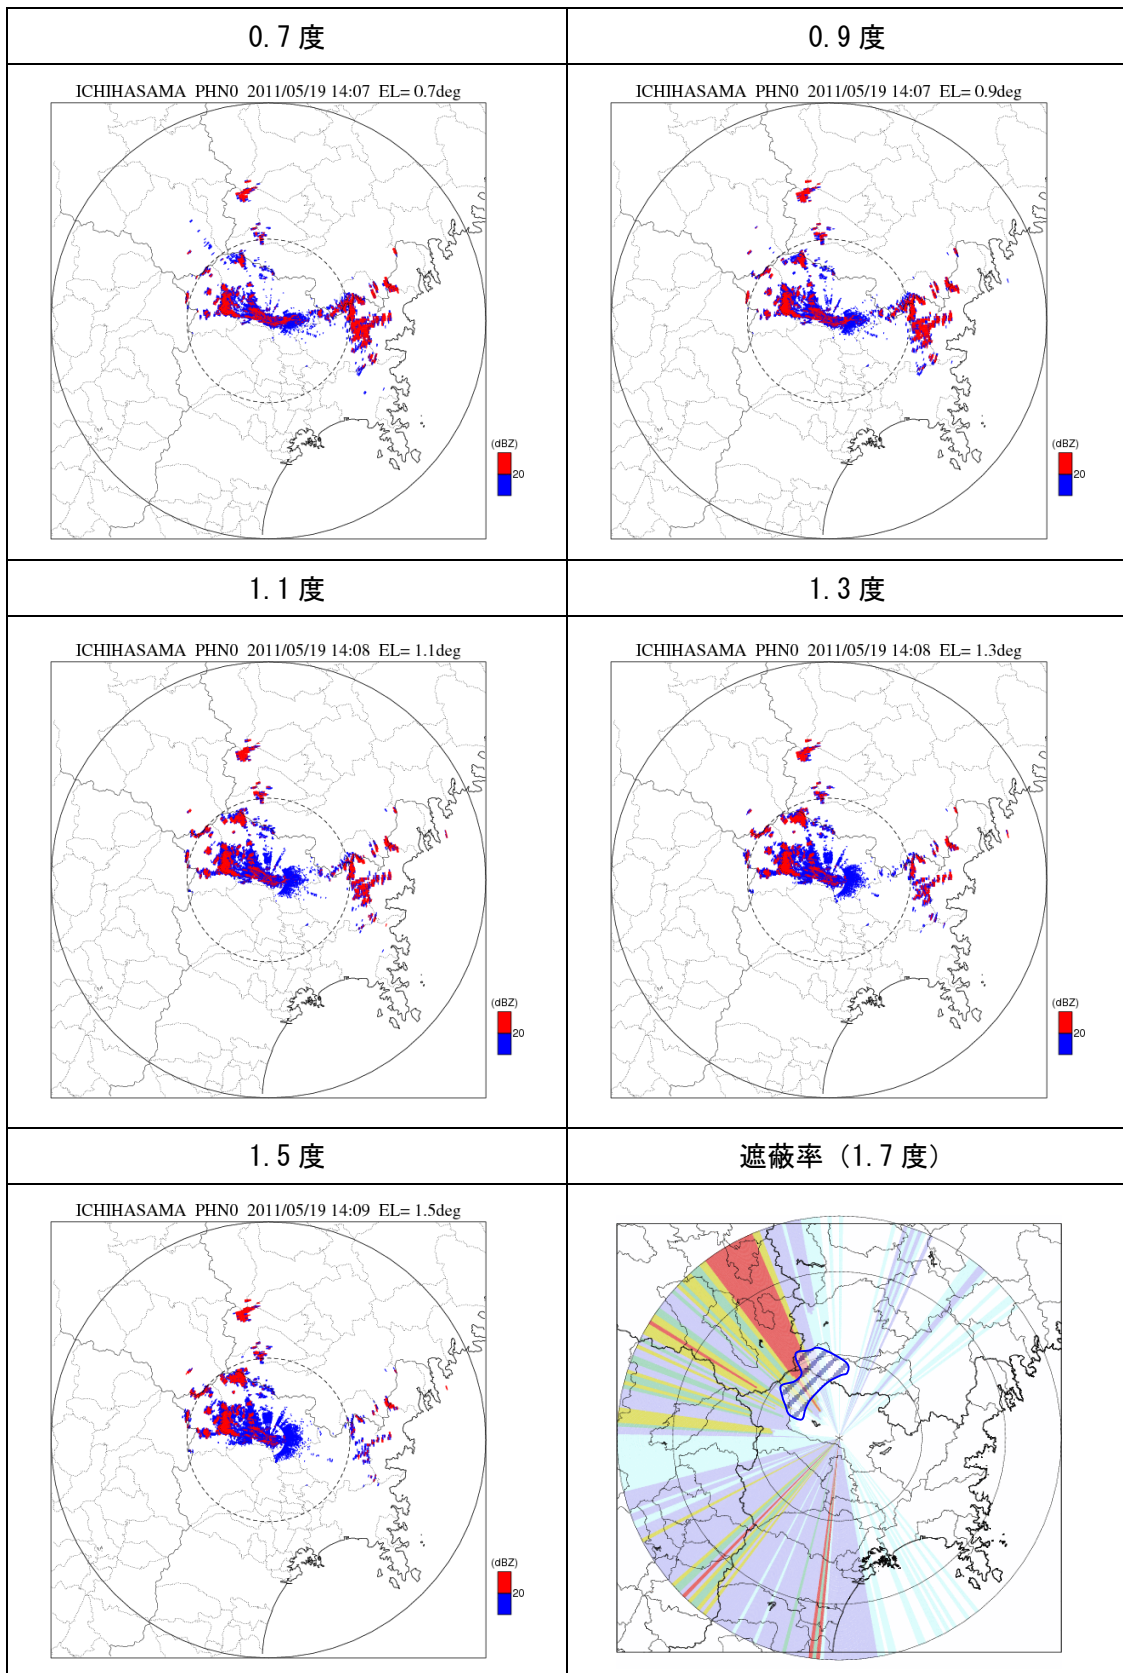 0.7度
0.9度
ICHIHASAMA PHN0 2011/05/19 14:07 EL= 0.7deg
(dBZ)
20
ICHIHASAMA PHN0 2011/05/19 14:07 EL= 0.9deg
(dBZ)
20
1.1度
1.3度
ICHIHASAMA PHN0 2011/05/19 14:08 EL= 1.1deg
(dBZ)
20
ICHIHASAMA PHN0 2011/05/19 14:08 EL= 1.3deg
(dBZ)
20
1.5度
遮蔽率（1.7度）
ICHIHASAMA PHN0 2011/05/19 14:09 EL= 1.5deg
(dBZ)
20